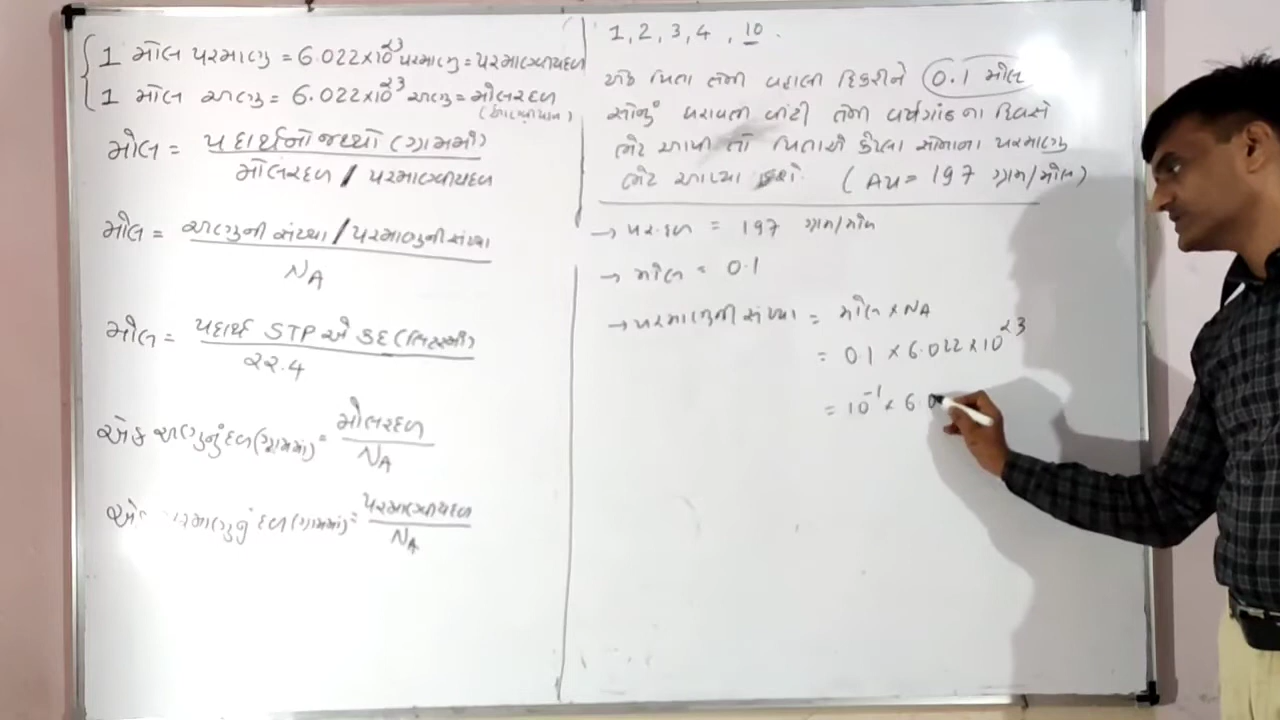 1 મોલ પરમાણુ = 6.022×10²³ પરમાણુ = પરમાણ્વીયદળ
1 મોલ અણુ = 6.022×10²³ અણુ = મોલરદળ
મોલ = પદાર્થનો જથ્થો (ગ્રામમાં) / મોલરદળ / પરમાણ્વીયદળ
મોલ = અણુની સંખ્યા / પરમાણુની સંખ્યા / NA
મોલ = પદાર્થ STP એ કદ (લિટરમાં) / ૨૨.4
એક અણુનું દળ (ગ્રામમાં) = મોલરદળ / NA
પરમાણુનું દળ (ગ્રામમાં) = પરમાણ્વીયદળ / NA
1, 2, 3, 4 , 10 .
એક પિતા તેની વહાલી દિકરીને 0.1 મોલ
સોનું ધરાવતી વીંટી તેની વર્ષગાંઠના દિવસે
ભેટ આપી તો પિતાએ કેટલા સોનાના પરમાણુ
ભેટ આપ્યા હશે. (Au = 197 ગ્રામ/મોલ)
→ પર.દળ = 197 ગ્રામ/મોલ
→ મોલ = 0.1
→ પરમાણુની સંખ્યા = મોલ × NA
= 0.1 × 6.022×10²³
= 10⁻¹ × 6.0